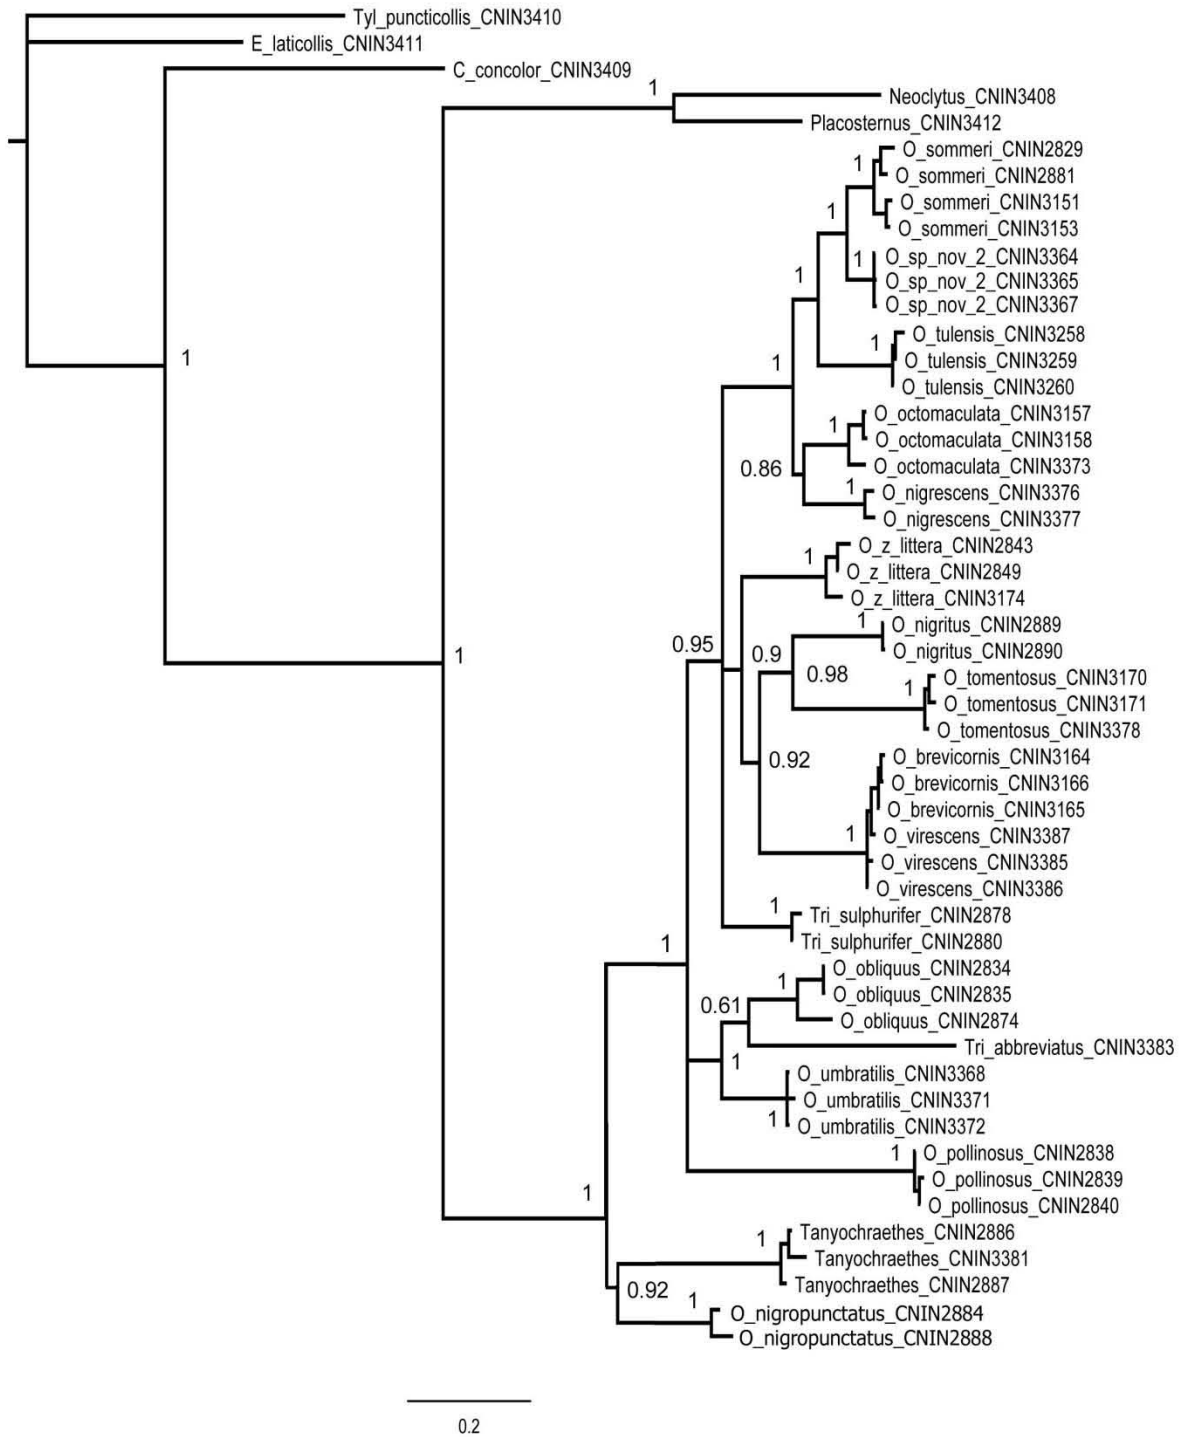 Tyl_puncticollis_CNIN3410
E_laticollis_CNIN3411
C_concolor_CNIN3409
1
Neoclytus_CNIN3408
Placosternus_CNIN3412
O_sommeri_CNIN2829
1
O_sommeri_CNIN2881
O_sommeri_CNIN3151
1
O_sommeri_CNIN3153
O_sp_nov_2_CNIN3364
1
O_sp_nov_2_CNIN3365
1
O_sp_nov_2_CNIN3367
O_tulensis_CNIN3258
1
O_tulensis_CNIN3259
1
1
O_tulensis_CNIN3260
O_octomaculata_CNIN3157
1
O_octomaculata_CNIN3158
0.86
O_octomaculata_CNIN3373
1
O_nigrescens_CNIN3376
O_nigrescens_CNIN3377
O_z_littera_CNIN2843
1
O_z_littera_CNIN2849
O_z_littera_CNIN3174
1
O_nigritus_CNIN2889
0.95
0.9
O_nigritus_CNIN2890
1
0.98
O_tomentosus_CNIN3170
1
O_tomentosus_CNIN3171
O_tomentosus_CNIN3378
0.92
O_brevicornis_CNIN3164
O_brevicornis_CNIN3166
O_brevicornis_CNIN3165
1
O_virescens_CNIN3387
O_virescens_CNIN3385
O_virescens_CNIN3386
1
Tri_sulphurifer_CNIN2878
1
Tri_sulphurifer_CNIN2880
O_obliquus_CNIN2834
1
O_obliquus_CNIN2835
0.61
O_obliquus_CNIN2874
Tri_abbreviatus_CNIN3383
1
O_umbratilis_CNIN3368
O_umbratilis_CNIN3371
1
O_umbratilis_CNIN3372
1
O_pollinosus_CNIN2838
O_pollinosus_CNIN2839
1
O_pollinosus_CNIN2840
Tanyochraethes_CNIN2886
1
Tanyochraethes_CNIN3381
Tanyochraethes_CNIN2887
0.92
1
O_nigropunctatus_CNIN2884
O_nigropunctatus_CNIN2888
0.2